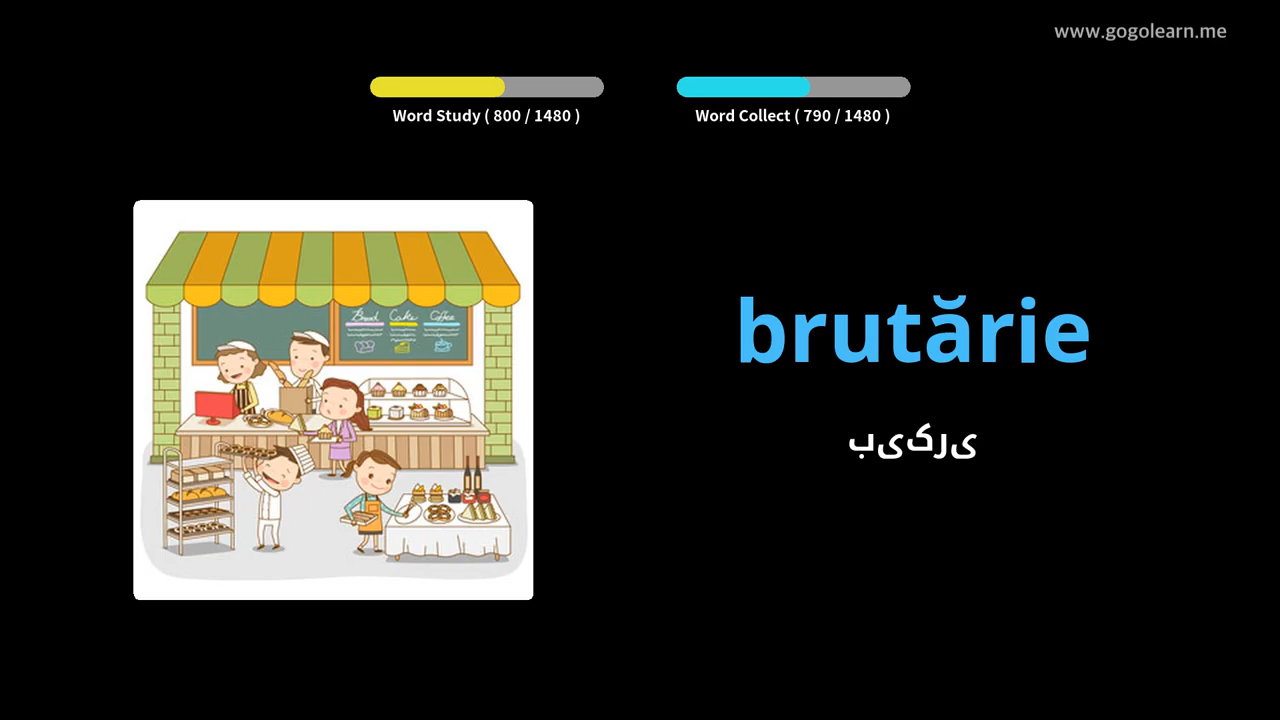 www.gogolearn.me
Word Study ( 800 / 1480 )
Word Collect ( 790 / 1480 )
Bread Cake Coffee
brutărie
بیکری